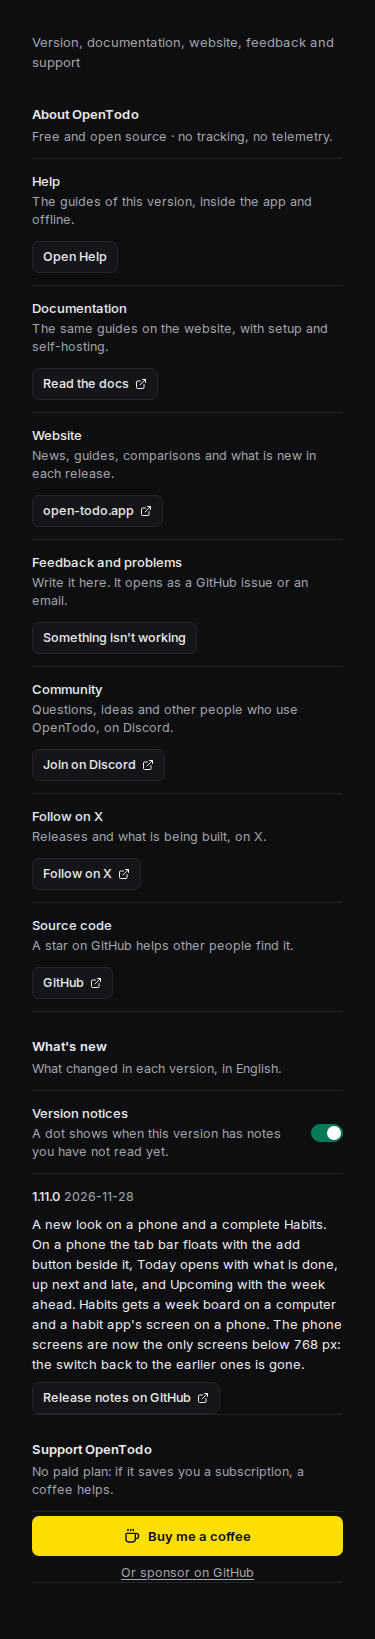 Version, documentation, website, feedback and
support
About OpenTodo
Free and open source · no tracking, no telemetry.
Help
The guides of this version, inside the app and
offline.
Open Help
Documentation
The same guides on the website, with setup and
self-hosting.
Read the docs
Website
News, guides, comparisons and what is new in
each release.
open-todo.app
Feedback and problems
Write it here. It opens as a GitHub issue or an
email.
Something isn't working
Community
Questions, ideas and other people who use
OpenTodo, on Discord.
Join on Discord
Follow on X
Releases and what is being built, on X.
Follow on X
Source code
A star on GitHub helps other people find it.
GitHub
What's new
What changed in each version, in English.
Version notices
A dot shows when this version has notes
you have not read yet.
1.11.0 2026-11-28
A new look on a phone and a complete Habits.
On a phone the tab bar floats with the add
button beside it, Today opens with what is done,
up next and late, and Upcoming with the week
ahead. Habits gets a week board on a computer
and a habit app's screen on a phone. The phone
screens are now the only screens below 768 px:
the switch back to the earlier ones is gone.
Release notes on GitHub
Support OpenTodo
No paid plan: if it saves you a subscription, a
coffee helps.
Buy me a coffee
Or sponsor on GitHub